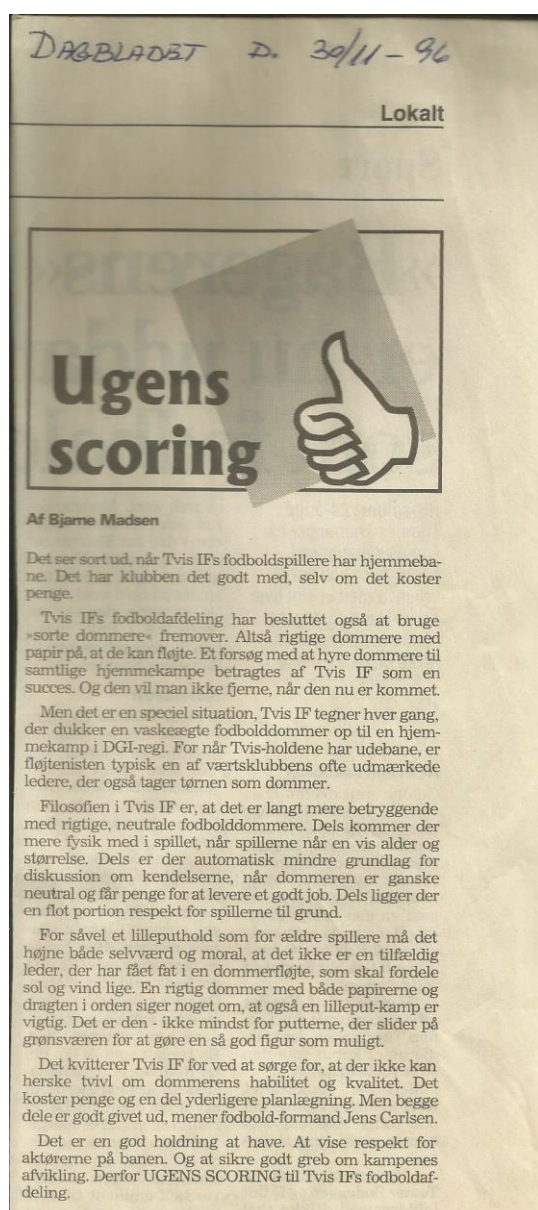 DAGBLADET D. 30/11-96
Lokalt
Ugens
scoring
Af Bjarne Madsen
Det ser sort ud, når Tvis IFs fodboldspillere har hjemmeba-
ne. Det har klubben det godt med, selv om det koster
penge.
Tvis IFs fodboldafdeling har besluttet også at bruge
»sorte dommere« fremover. Altså rigtige dommere med
papir på, at de kan fløjte. Et forsøg med at hyre dommere til
samtlige hjemmekampe betragtes af Tvis IF som en
succes. Og den vil man ikke fjerne, når den nu er kommet.
Men det er en speciel situation, Tvis IF tegner hver gang,
der dukker en vaskeægte fodbolddommer op til en hjem-
mekamp i DGI-regi. For når Tvis-holdene har udebane, er
fløjtenisten typisk en af værtsklubbens ofte udmærkede
ledere, der også tager tørnen som dommer.
Filosofien i Tvis IF er, at det er langt mere betryggende
med rigtige, neutrale fodbolddommere. Dels kommer der
mere fysik med i spillet, når spillerne når en vis alder og
størrelse. Dels er der automatisk mindre grundlag for
diskussion om kendelserne, når dommeren er ganske
neutral og får penge for at levere et godt job. Dels ligger der
en flot portion respekt for spillerne til grund.
For såvel et lilleputhold som for ældre spillere må det
højne både selvværd og moral, at det ikke er en tilfældig
leder, der har fået fat i en dommerfløjte, som skal fordele
sol og vind lige. En rigtig dommer med både papirerne og
dragten i orden siger noget om, at også en lilleput-kamp er
vigtig. Det er den - ikke mindst for putterne, der slider på
grønsværen for at gøre en så god figur som muligt.
Det kvitterer Tvis IF for ved at sørge for, at der ikke kan
herske tvivl om dommerens habilitet og kvalitet. Det
koster penge og en del yderligere planlægning. Men begge
dele er godt givet ud, mener fodbold-formand Jens Carlsen.
Det er en god holdning at have. At vise respekt for
aktørerne på banen. Og at sikre godt greb om kampenes
afvikling. Derfor UGENS SCORING til Tvis IFs fodboldaf-
deling.